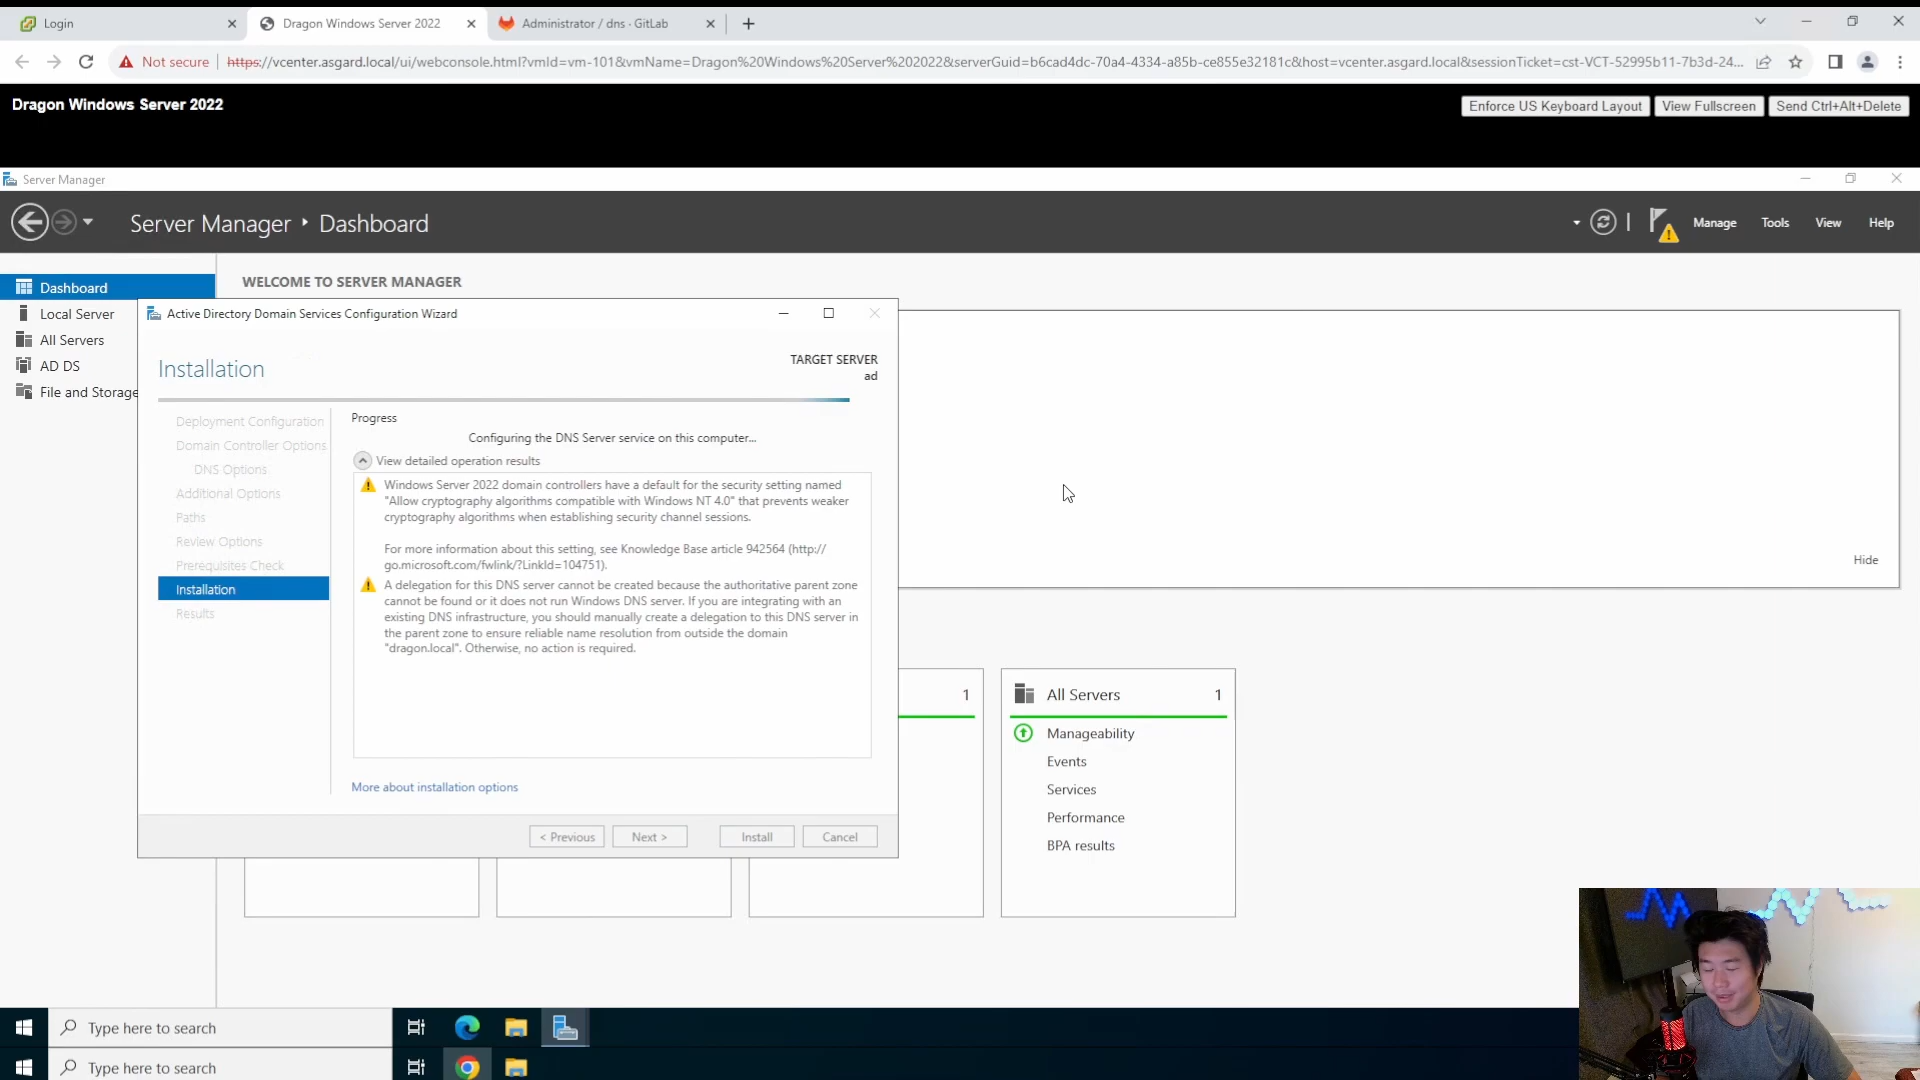 Login
Dragon Windows Server 2022
Administrator / dns · GitLab
Not secure
https://vcenter.asgard.local/ui/webconsole.html?vmId=vm-101&vmName=Dragon%20Windows%20Server%202022&serverGuid=b6cad4dc-70a4-4334-a85b-ce855e32181c&host=vcenter.asgard.local&sessionTicket=cst-VCT-52995b11-7b3d-24...
Dragon Windows Server 2022
Enforce US Keyboard Layout
View Fullscreen
Send Ctrl+Alt+Delete
Server Manager
Server Manager
Dashboard
Manage
Tools
View
Help
Dashboard
Local Server
All Servers
AD DS
File and Storage
WELCOME TO SERVER MANAGER
Active Directory Domain Services Configuration Wizard
Installation
TARGET SERVER
ad
Deployment Configuration
Domain Controller Options
DNS Options
Additional Options
Paths
Review Options
Prerequisites Check
Installation
Results
Progress
Configuring the DNS Server service on this computer...
View detailed operation results
Windows Server 2022 domain controllers have a default for the security setting named
"Allow cryptography algorithms compatible with Windows NT 4.0" that prevents weaker
cryptography algorithms when establishing security channel sessions.
For more information about this setting, see Knowledge Base article 942564 (http://
go.microsoft.com/fwlink/?LinkId=104751).
A delegation for this DNS server cannot be created because the authoritative parent zone
cannot be found or it does not run Windows DNS server. If you are integrating with an
existing DNS infrastructure, you should manually create a delegation to this DNS server in
the parent zone to ensure reliable name resolution from outside the domain
"dragon.local". Otherwise, no action is required.
More about installation options
< Previous
Next >
Install
Cancel
Hide
1
All Servers
1
Manageability
Events
Services
Performance
BPA results
Type here to search
Type here to search